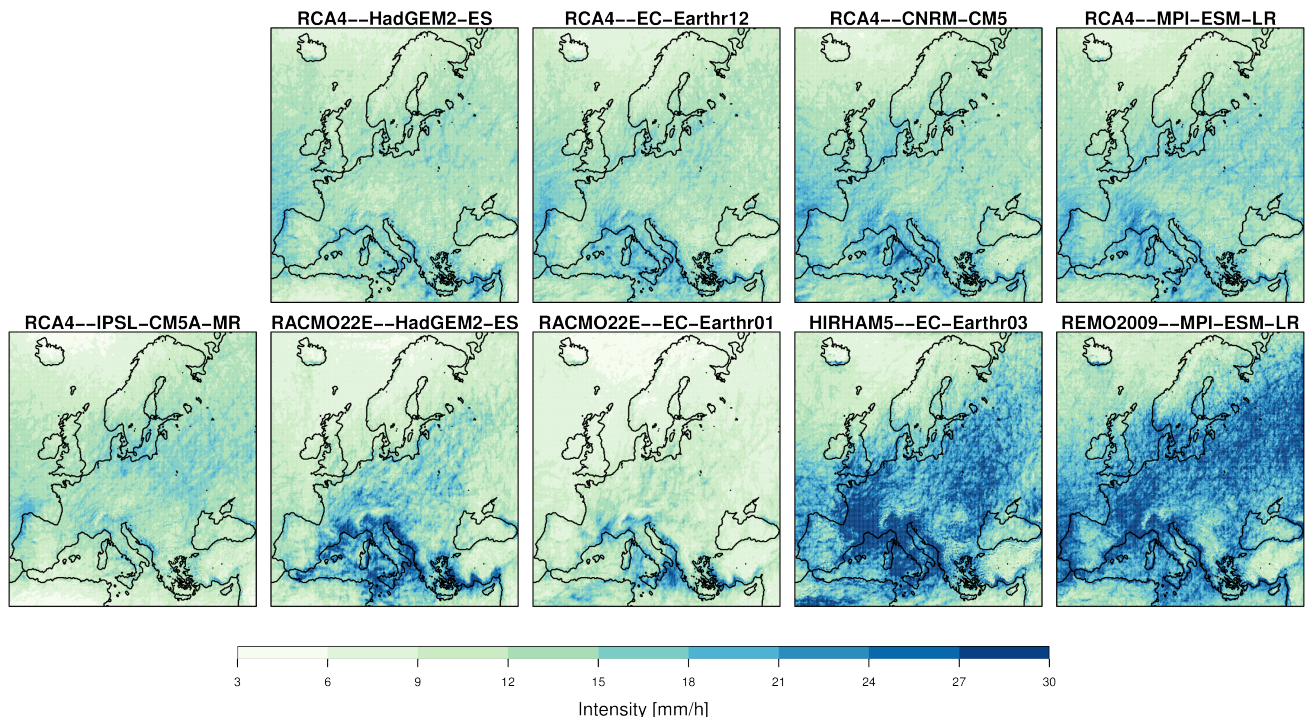 RCA4--HadGEM2-ES
RCA4--EC-Earthr12
RCA4--CNRM-CM5
RCA4--MPI-ESM-LR
RCA4--IPSL-CM5A-MR
RACMO22E--HadGEM2-ES
RACMO22E--EC-Earthr01
HIRHAM5--EC-Earthr03
REMO2009--MPI-ESM-LR
3 6 9 12 15 18 21 24 27 30
Intensity [mm/h]